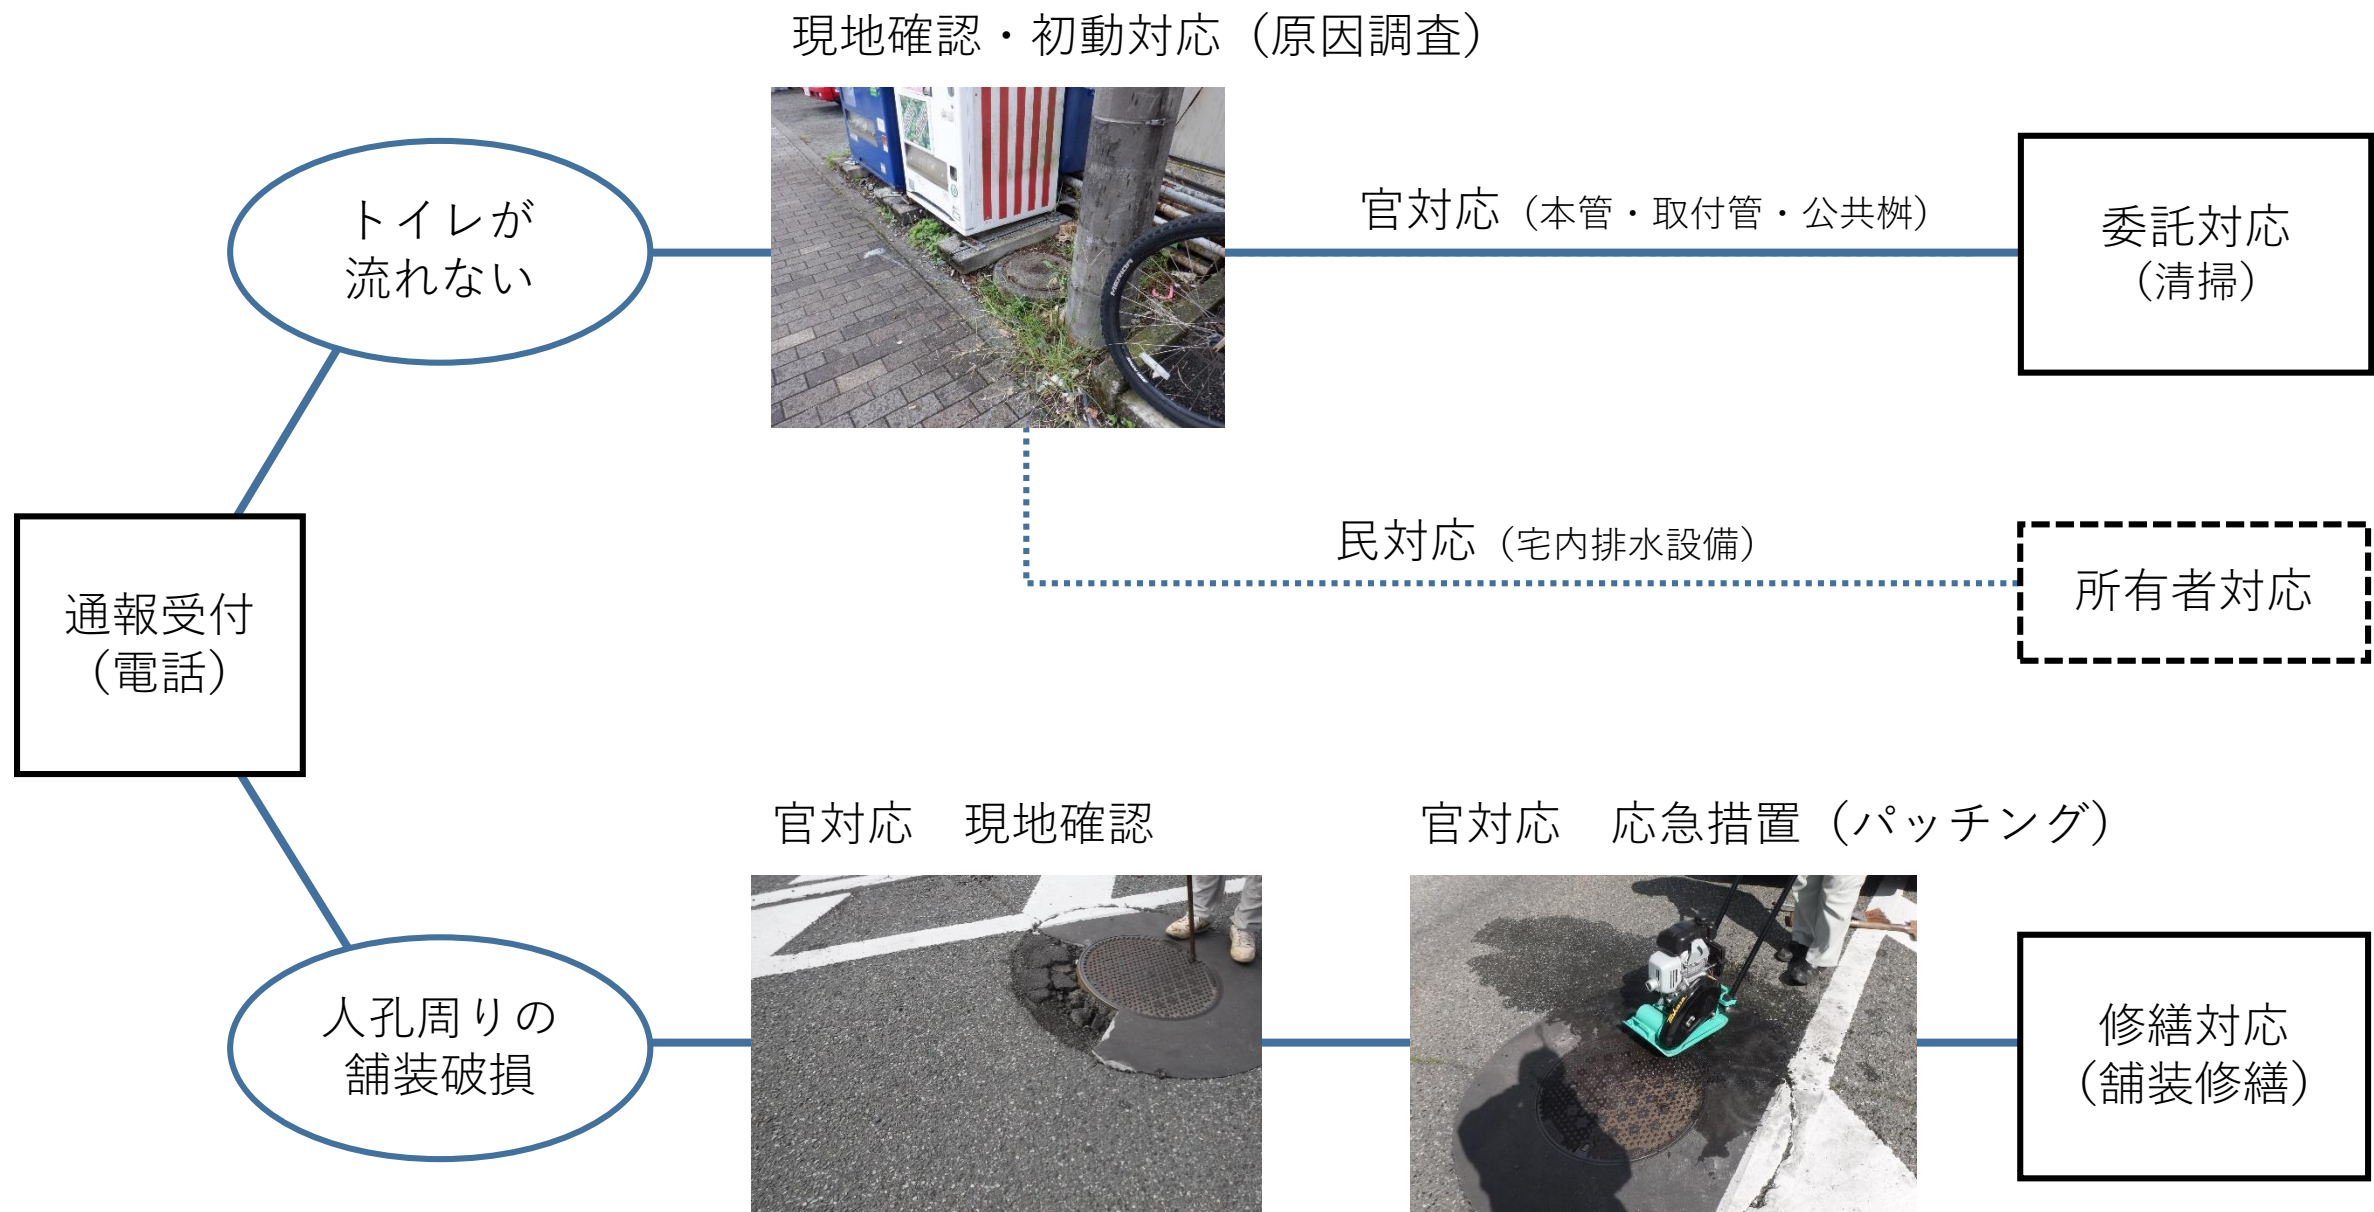 現地確認・初動対応（原因調査）
トイレが
流れない
官対応（本管・取付管・公共桝）
委託対応
（清掃）
民対応（宅内排水設備）
所有者対応
通報受付
（電話）
官対応　現地確認
官対応　応急措置（パッチング）
人孔周りの
舗装破損
修繕対応
（舗装修繕）
MERIDA